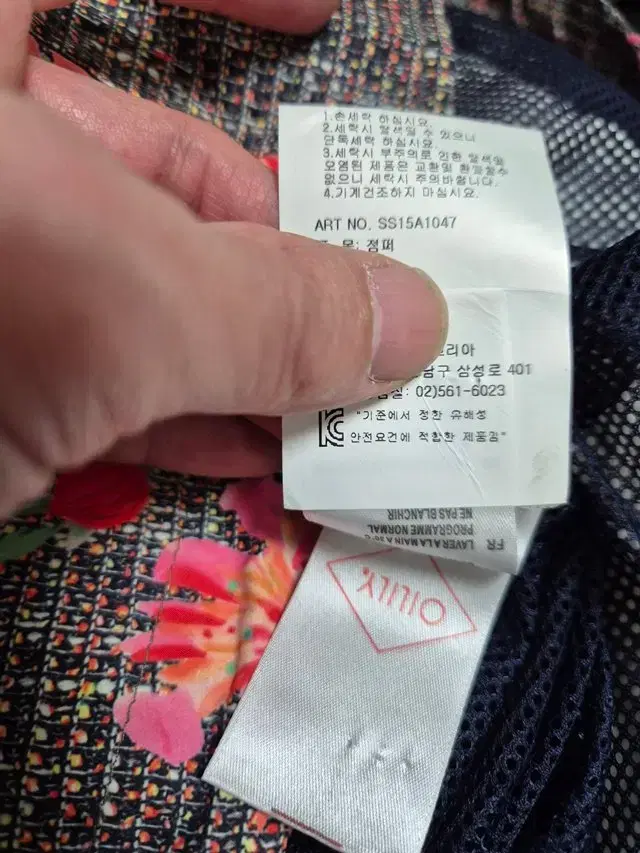 1.손세탁 하십시요.
2.세탁시 탈색될 수 있으니
단독세탁 하십시요.
3.세탁시 부주의로 인한 탈색및
오염된 제품은 교환및 환불할수
없으니 세탁시 주의바랍니다.
4.기계건조하지 마십시요.
ART NO. SS15A1047
목: 점퍼
리아
남구 삼성로 401
02)561-6023
"기준에서 정한 유해성
안전요건에 적합한 제품임"
FR LAVER A LA MAIN A 30°C
PROGRAMME NORMAL
NE PAS BLANCHIR
OILILY.